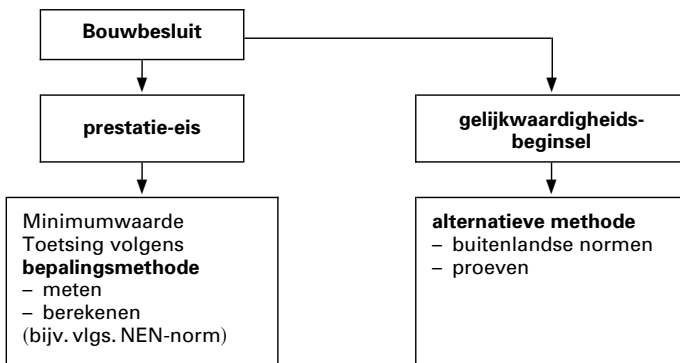 Bouwbesluit
prestatie-eis
gelijkwaardigheids-
beginsel
Minimumwaarde
Toetsing volgens
bepalingsmethode
– meten
– berekenen
(bijv. vlgs. NEN-norm)
alternatieve methode
– buitenlandse normen
– proeven